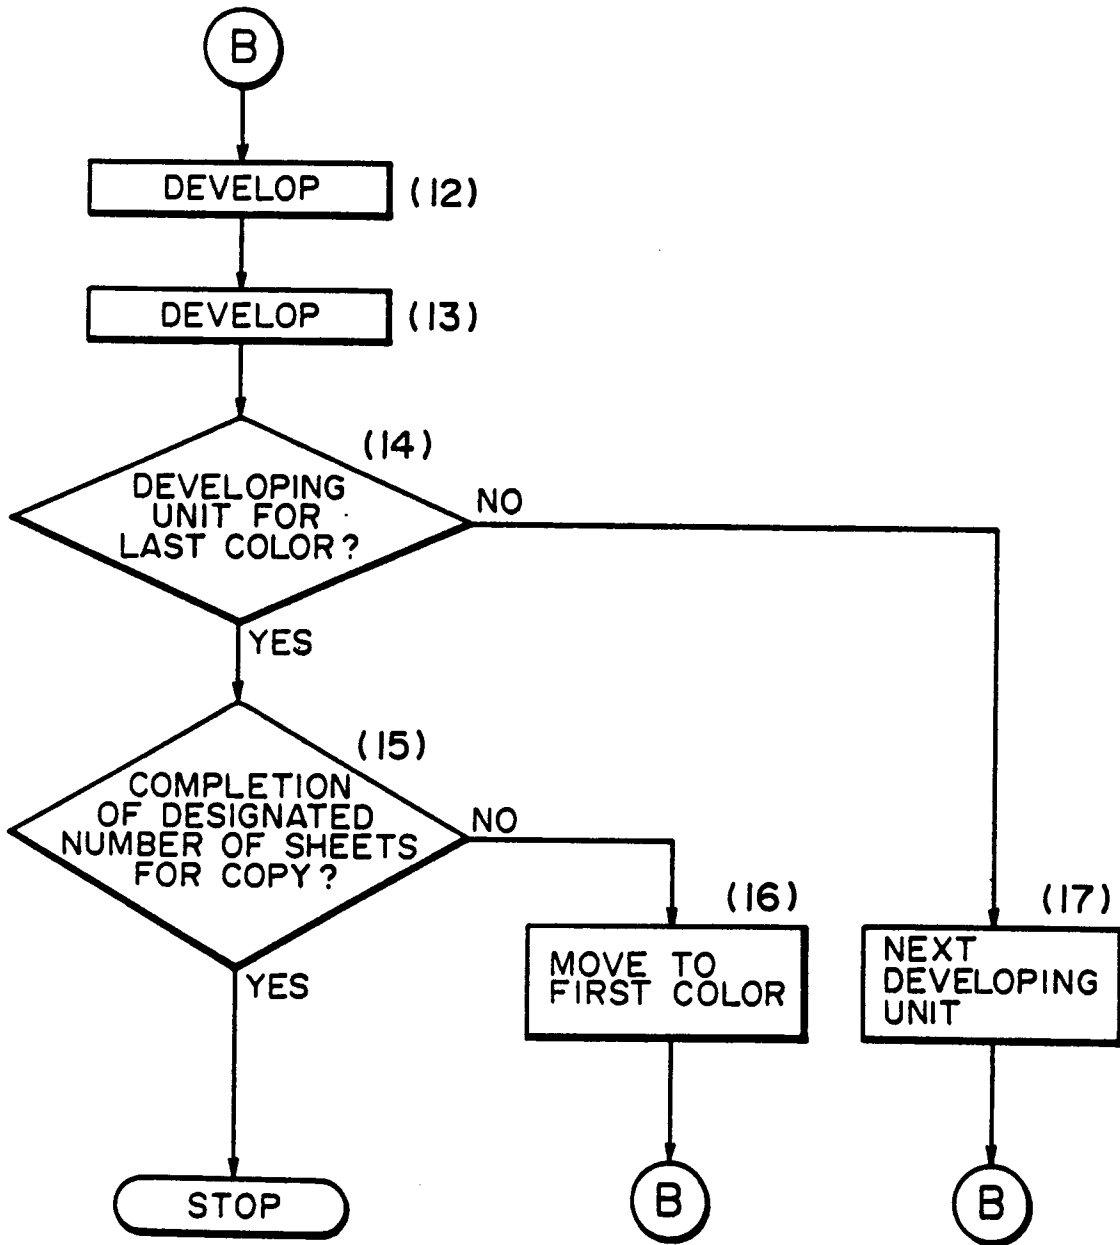 B
DEVELOP
(12)
DEVELOP
(13)
(14)
DEVELOPING
UNIT FOR
LAST COLOR?
NO
YES
(15)
COMPLETION
OF DESIGNATED
NUMBER OF SHEETS
FOR COPY?
NO
YES
(16)
MOVE TO
FIRST COLOR
(17)
NEXT
DEVELOPING
UNIT
STOP
B
B